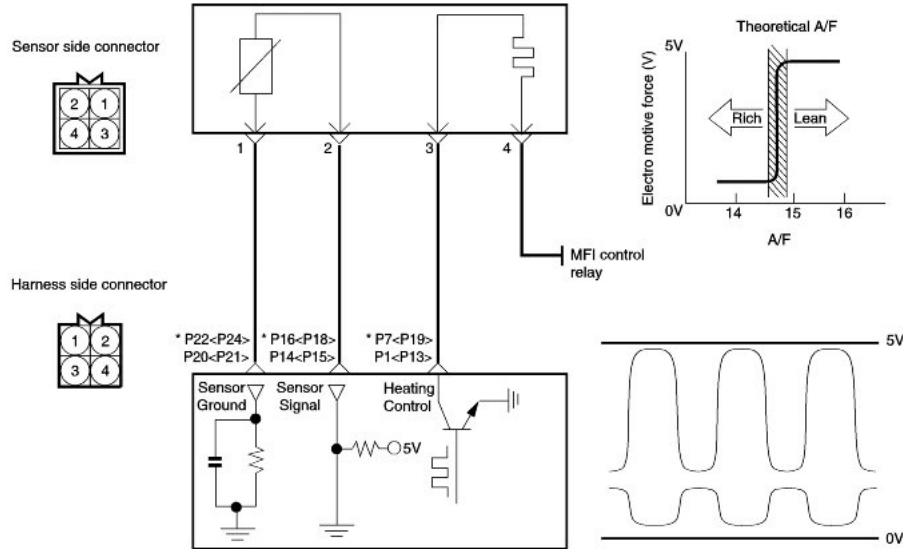 Sensor side connector
2 1
4 3
1 2 3 4
MFI control
relay
Theoretical A/F
5V
Electro motive force (V)
Rich Lean
0V
14 15 16
A/F
Harness side connector
1 2
3 4
* P22<P24> * P16<P18> * P7<P19>
P20<P21> P14<P15> P1<P13>
Sensor
Ground
Sensor
Signal
Heating
Control
5V
5V
0V